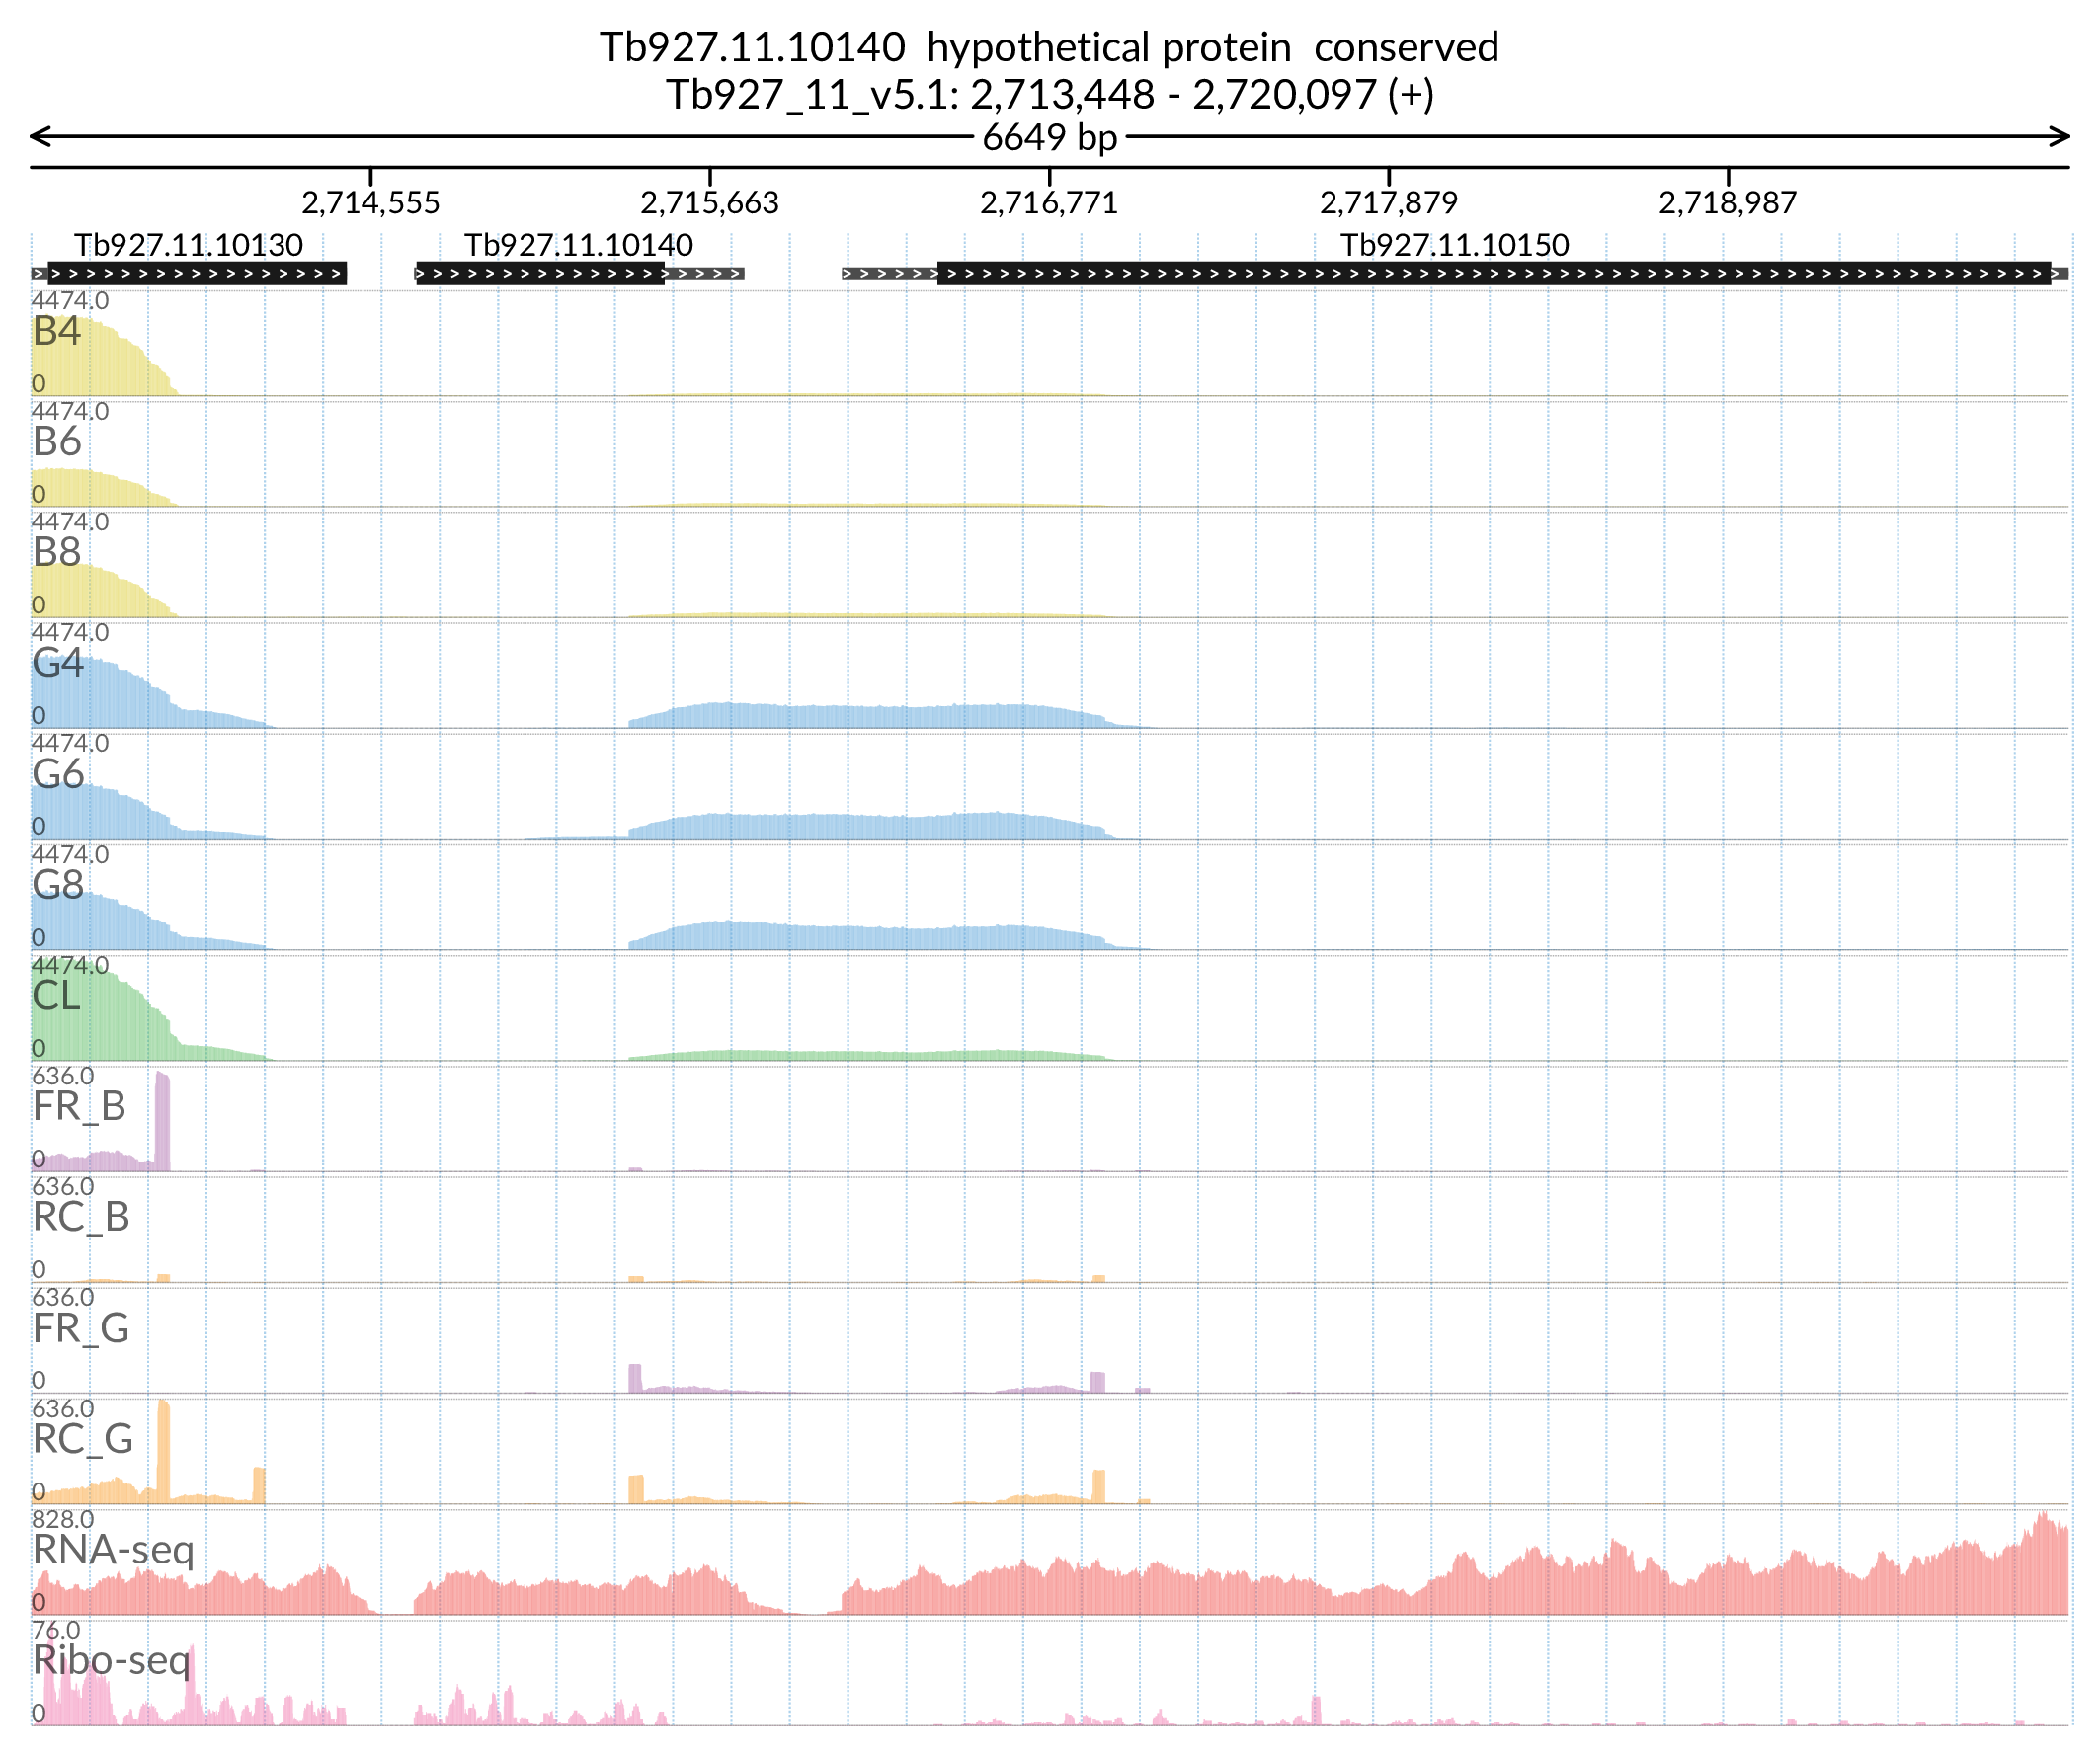 Tb927.11.10140 hypothetical protein conserved
Tb927_11_v5.1: 2,713,448 - 2,720,097 (+)
6649 bp
2,714,555 2,715,663 2,716,771 2,717,879 2,718,987
Tb927.11.10130 Tb927.11.10140 Tb927.11.10150
4474.0
B4
0
4474.0
B6
0
4474.0
B8
0
4474.0
G4
0
4474.0
G6
0
4474.0
G8
0
4474.0
CL
0
636.0
FR_B
0
636.0
RC_B
0
636.0
FR_G
0
636.0
RC_G
0
828.0
RNA-seq
0
76.0
Ribo-seq
0